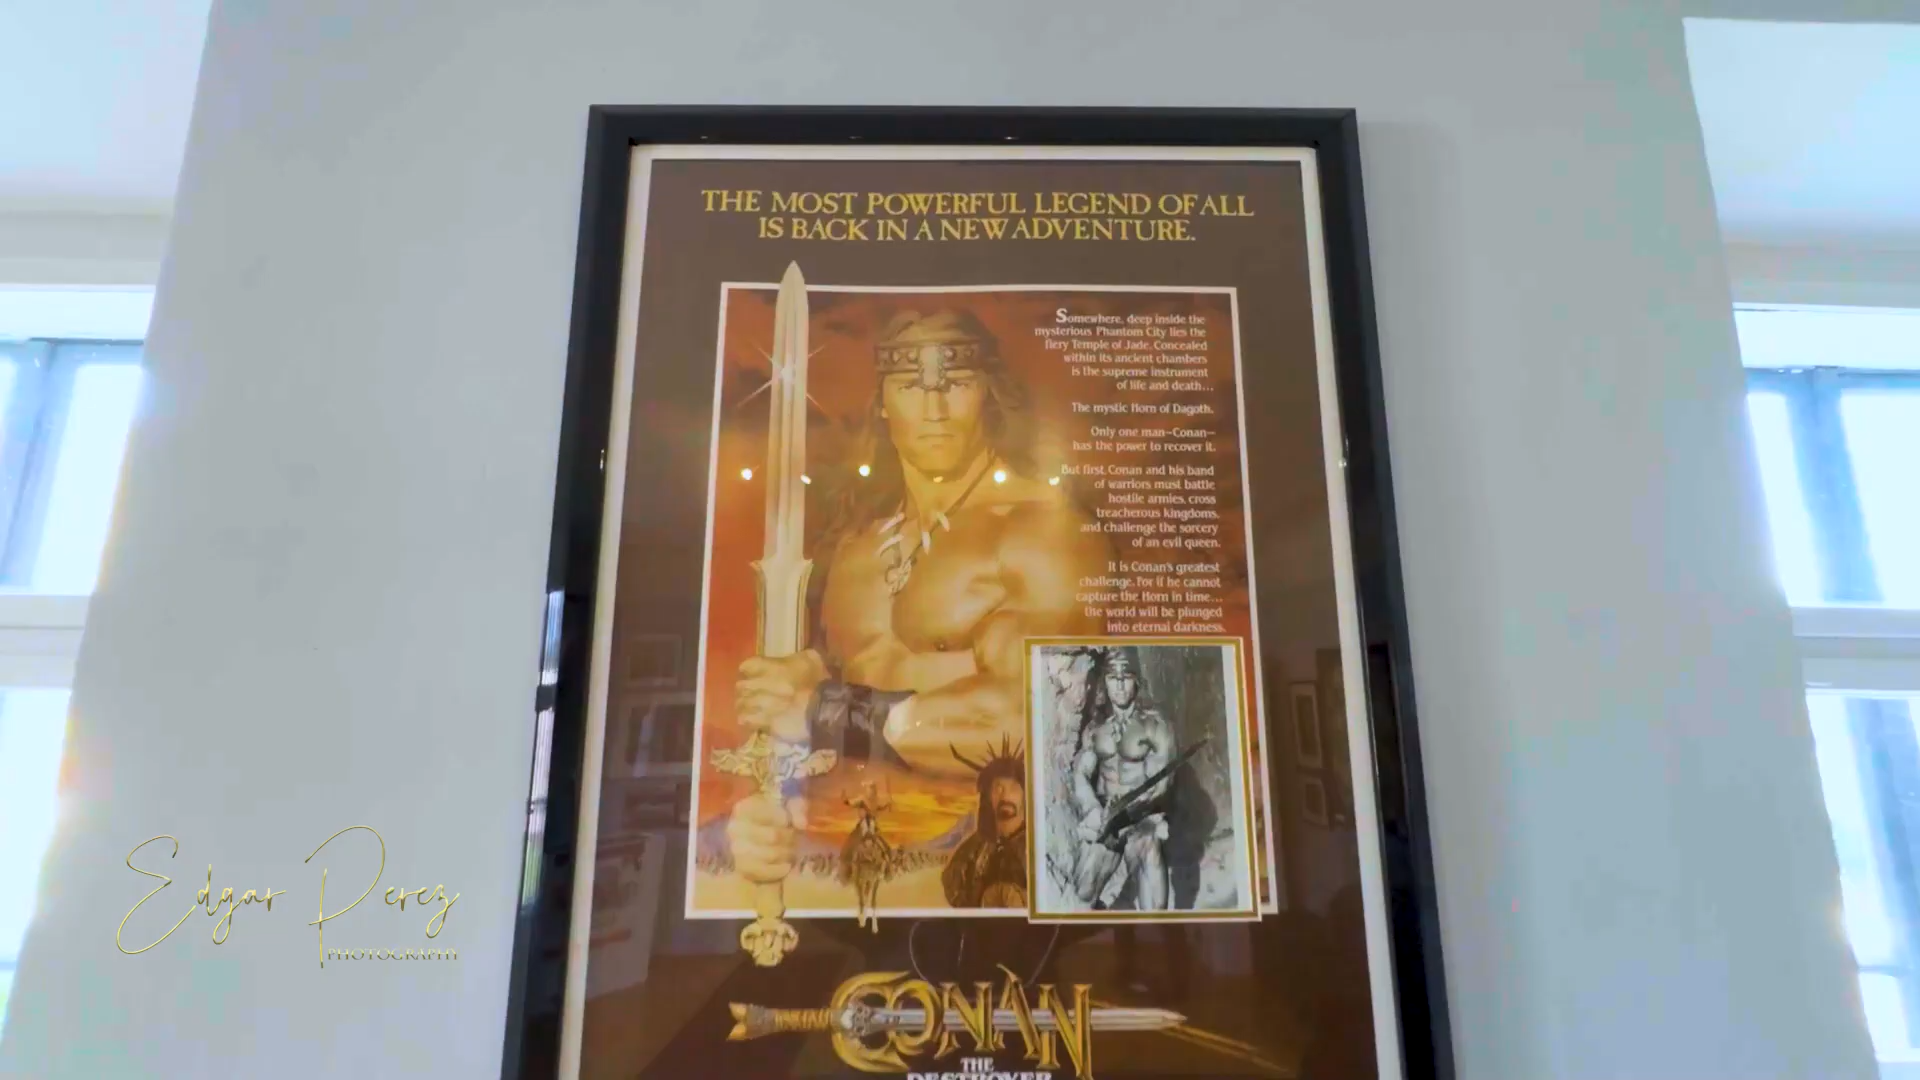 THE MOST POWERFUL LEGEND OF ALL
IS BACK IN A NEW ADVENTURE.
Somewhere, deep inside the
mysterious Phantom City lies the
fiery Temple of Jade. Concealed
within its ancient chambers
is the supreme instrument
of life and death...
The mystic Horn of Dagoth.
Only one man—Conan—
has the power to recover it.
But first, Conan and his band
of warriors must battle
hostile armies, cross
treacherous kingdoms,
and challenge the sorcery
of an evil queen.
It is Conan's greatest
challenge. For if he cannot
capture the Horn in time...
the world will be plunged
into eternal darkness.
CONAN
THE
DESTROYER
Edgar Perez
PHOTOGRAPHY